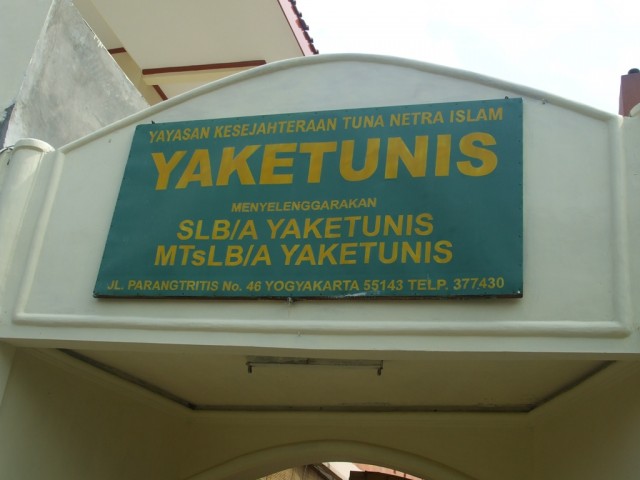 YAYASAN KESEJAHTERAAN TUNA NETRA ISLAM
YAKETUNIS
MENYELENGGARAKAN
SLB/A YAKETUNIS
MTsLB/A YAKETUNIS
JL. PARANGTRITIS No. 46 YOGYAKARTA 55143 TELP. 377430